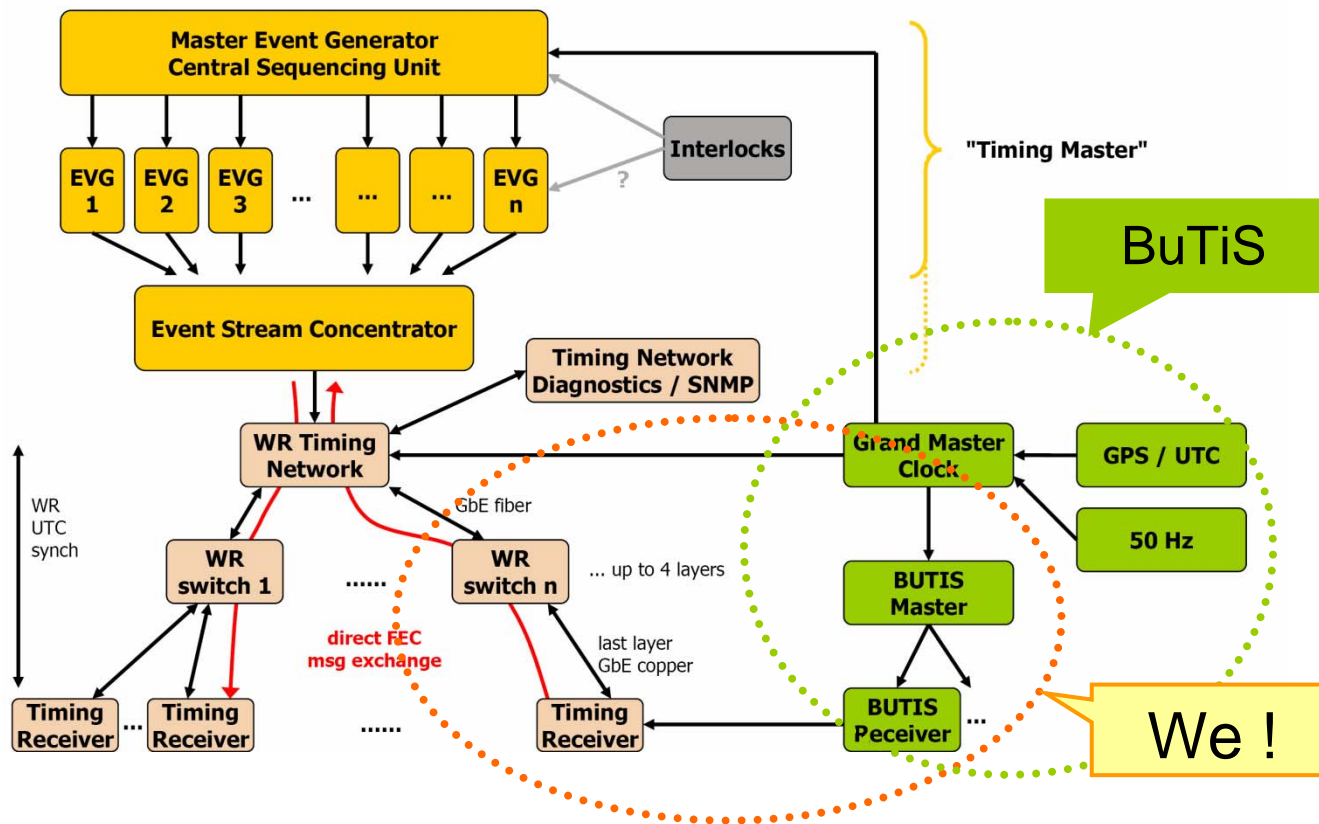 Master Event Generator
Central Sequencing Unit
Interlocks
"Timing Master"
EVG
1
EVG
2
EVG
3
...
...
...
EVG
n
?
BuTiS
Event Stream Concentrator
Timing Network
Diagnostics / SNMP
WR Timing
Network
Grand Master
Clock
GPS / UTC
WR
UTC
synch
GbE fiber
50 Hz
WR
switch 1
......
WR
switch n
... up to 4 layers
BUTIS
Master
direct FEC
msg exchange
last layer
GbE copper
Timing
Receiver
...
Timing
Receiver
......
Timing
Receiver
BUTIS
Peceiver
...
We !